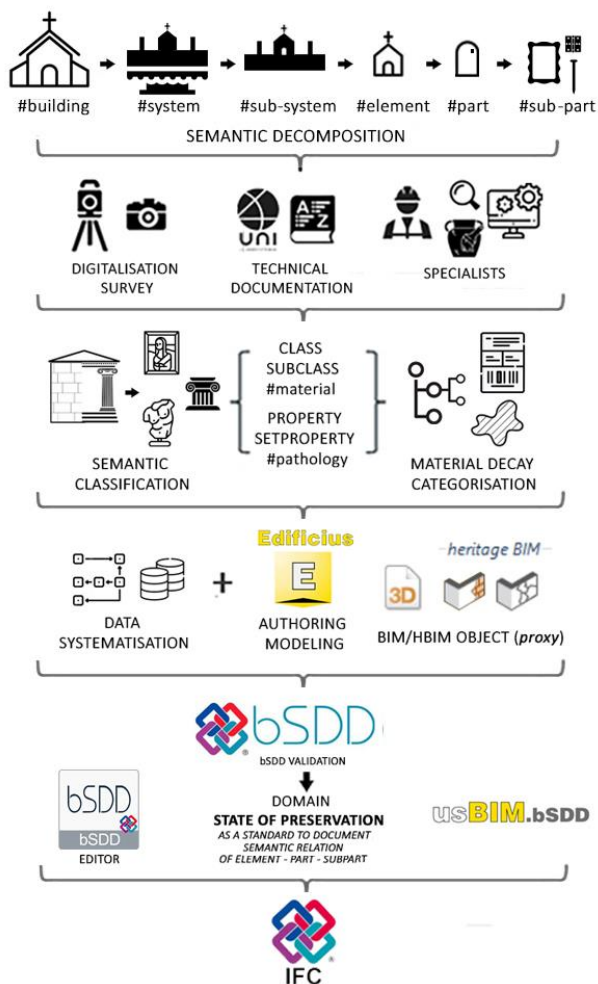 #building #system #sub-system #element #part #sub-part
SEMANTIC DECOMPOSITION
UNI
A Z
DIGITALISATION
SURVEY
TECHNICAL
DOCUMENTATION
SPECIALISTS
CLASS
SUBCLASS
#material
PROPERTY
SETPROPERTY
#pathology
SEMANTIC
CLASSIFICATION
MATERIAL DECAY
CATEGORISATION
Edificius
E
heritage BIM
3D
DATA
SYSTEMATISATION
+
AUTHORING
MODELING
BIM/HBIM OBJECT (proxy)
bSDD
®
bSDD VALIDATION
DOMAIN
STATE OF PRESERVATION
AS A STANDARD TO DOCUMENT
SEMANTIC RELATION
OF ELEMENT - PART - SUBPART
bSDD
bSDD
EDITOR
usBIM.bSDD
®
IFC